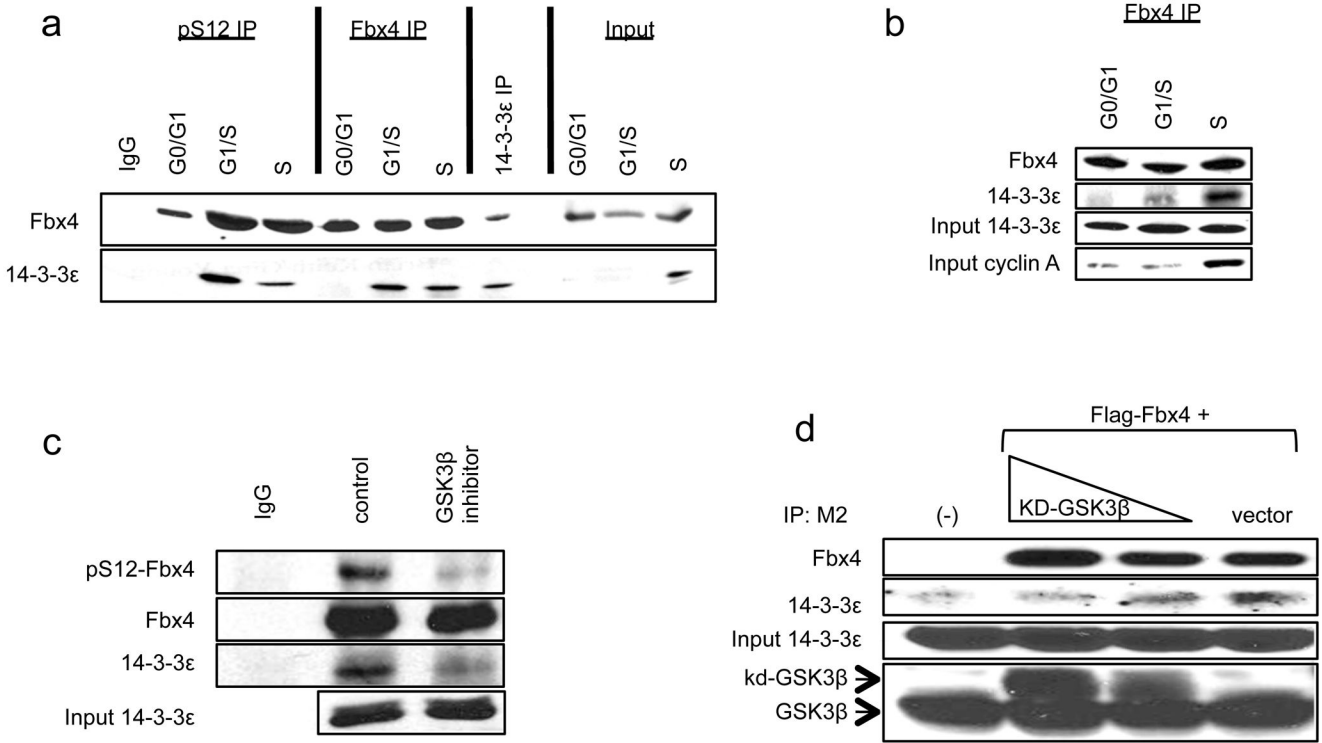 a
pS12 IP
Fbx4 IP
14-3-3ε IP
Input
IgG
G0/G1
G1/S
S
G0/G1
G1/S
S
G0/G1
G1/S
S
Fbx4
14-3-3ε
b
Fbx4 IP
G0/G1
G1/S
S
Fbx4
14-3-3ε
Input 14-3-3ε
Input cyclin A
c
IgG
control
GSK3β
inhibitor
pS12-Fbx4
Fbx4
14-3-3ε
Input 14-3-3ε
d
Flag-Fbx4 +
IP: M2
(-)
KD-GSK3β
vector
Fbx4
14-3-3ε
Input 14-3-3ε
kd-GSK3β
GSK3β